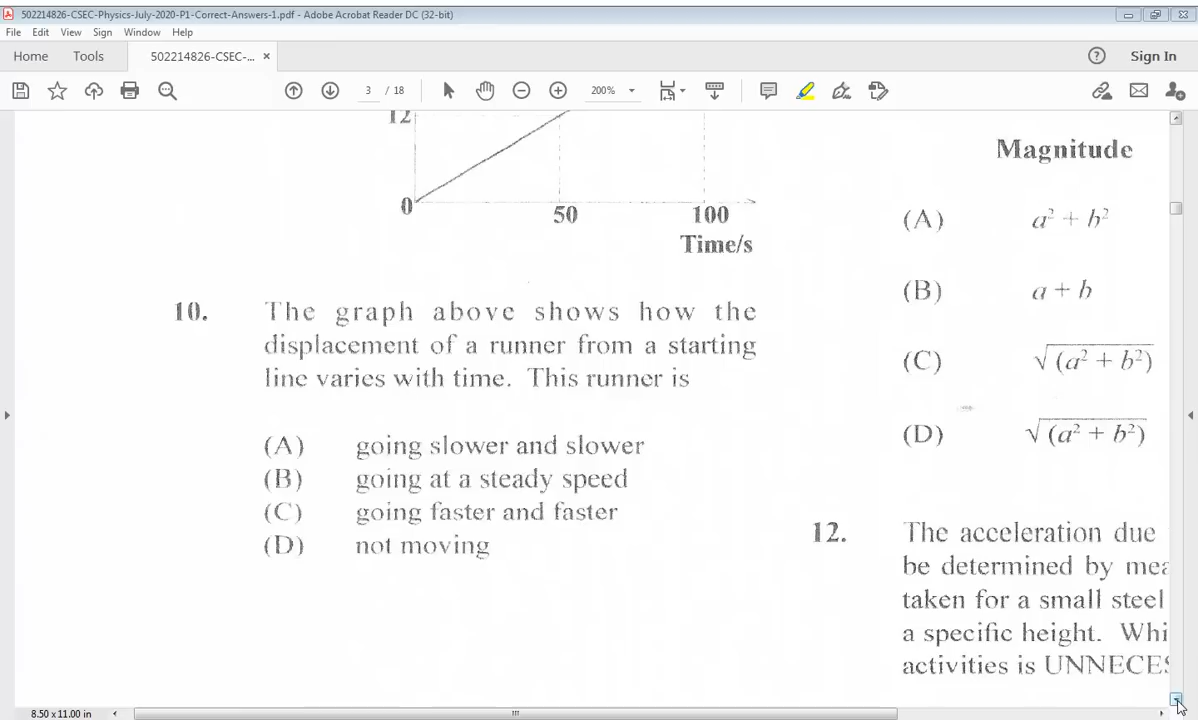 502214826-CSEC-Physics-July-2020-P1-Correct-Answers-1.pdf - Adobe Acrobat Reader DC (32-bit)
File Edit View Sign Window Help
Home Tools 502214826-CSEC-... × Sign In
3 / 18 200%
12
0
50 100
Time/s
10. The graph above shows how the
displacement of a runner from a starting
line varies with time. This runner is
(A) going slower and slower
(B) going at a steady speed
(C) going faster and faster
(D) not moving
Magnitude
(A) a² + b²
(B) a + b
(C) √(a² + b²)
(D) √(a² + b²)
12. The acceleration due
be determined by mea
taken for a small steel
a specific height. Whi
activities is UNNECES
8.50 x 11.00 in